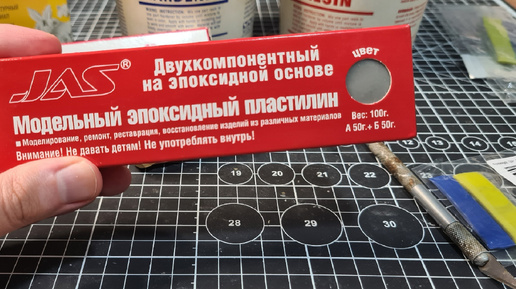 JAS®
Двухкомпонентный
на эпоксидной основе
цвет
Модельный эпоксидный пластилин
Моделирование, ремонт, реставрация, восстановление изделий из различных материалов
Внимание! Не давать детям! Не употреблять внутрь!
Вес: 100г.
А 50г.+ Б 50г.
19
20
21
22
28
29
30